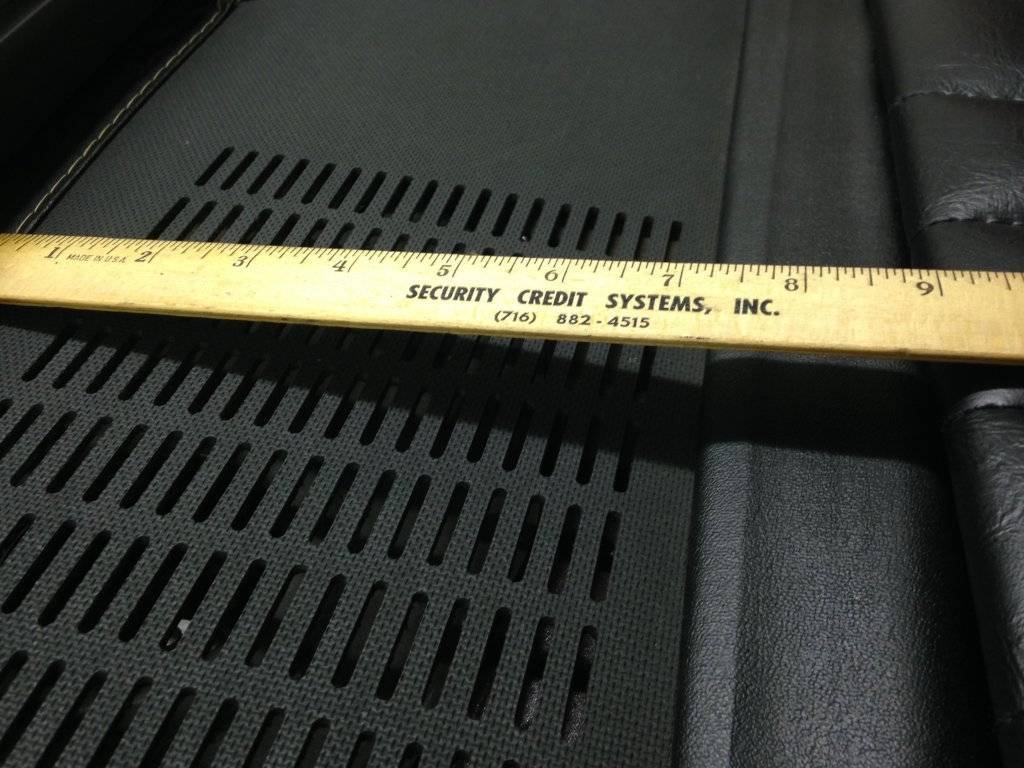 1 MADE IN U.S.A. 2 3 4 5 6 7 8 9
SECURITY CREDIT SYSTEMS, INC.
(716) 882-4515